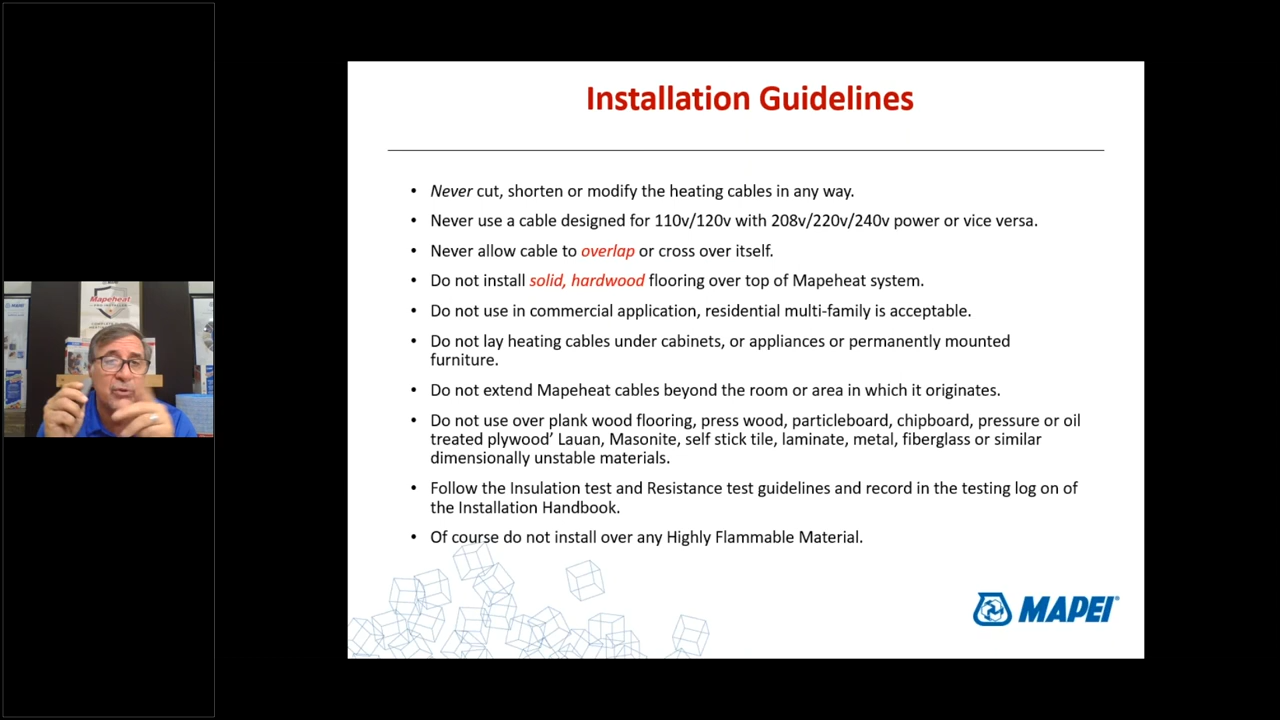 Installation Guidelines
• Never cut, shorten or modify the heating cables in any way.
• Never use a cable designed for 110v/120v with 208v/220v/240v power or vice versa.
• Never allow cable to overlap or cross over itself.
• Do not install solid, hardwood flooring over top of Mapeheat system.
• Do not use in commercial application, residential multi-family is acceptable.
• Do not lay heating cables under cabinets, or appliances or permanently mounted
furniture.
• Do not extend Mapeheat cables beyond the room or area in which it originates.
• Do not use over plank wood flooring, press wood, particleboard, chipboard, pressure or oil
treated plywood’ Lauan, Masonite, self stick tile, laminate, metal, fiberglass or similar
dimensionally unstable materials.
• Follow the Insulation test and Resistance test guidelines and record in the testing log on of
the Installation Handbook.
• Of course do not install over any Highly Flammable Material.
MAPEI®
Mapeheat